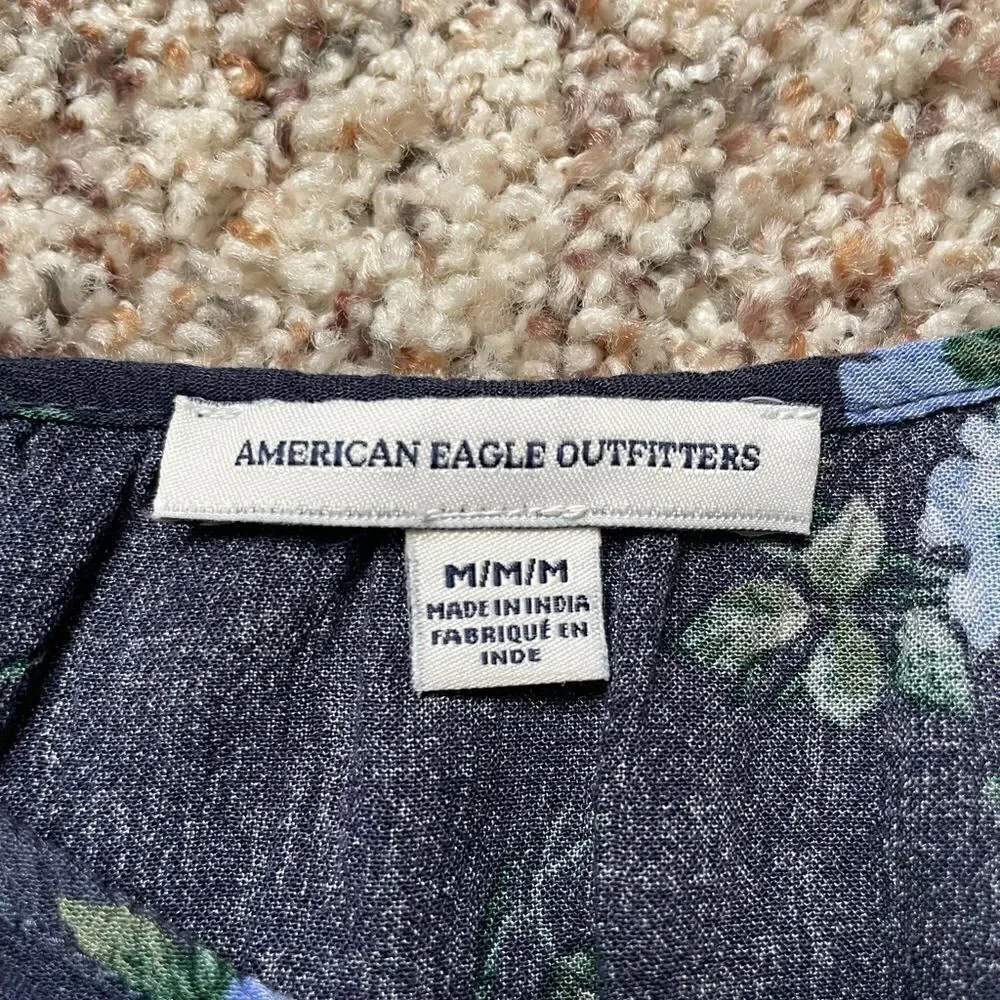 AMERICAN EAGLE OUTFITTERS
M/M/M
MADE IN INDIA
FABRIQUÉ EN
INDE